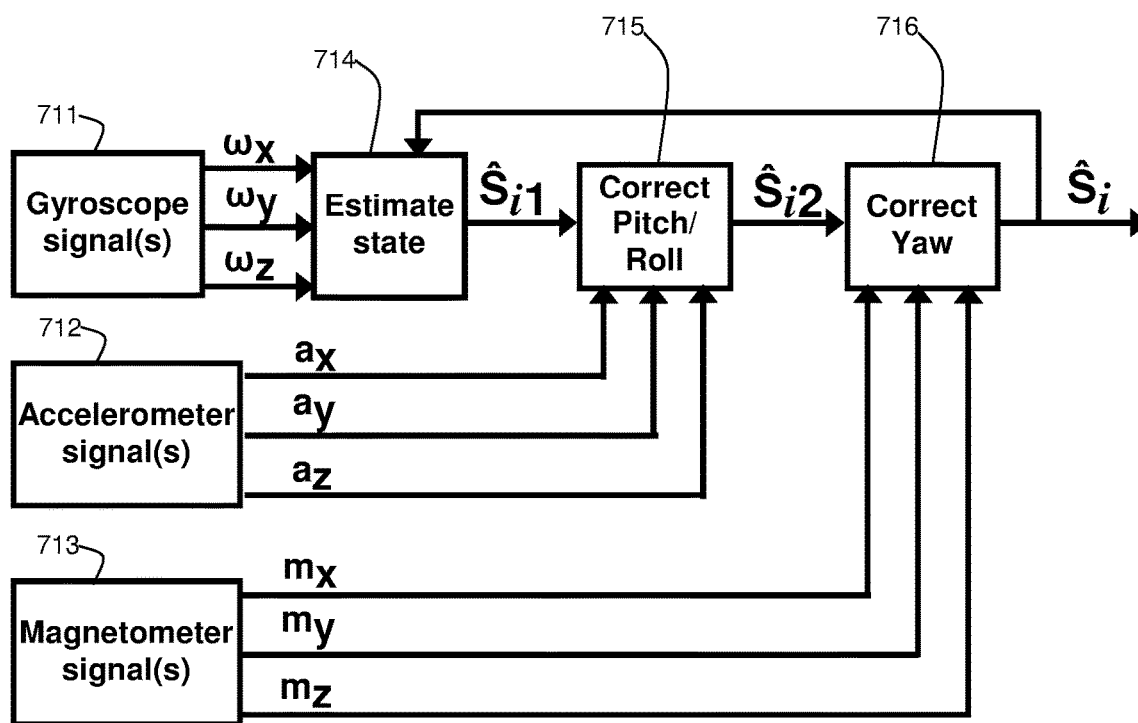 715
716
714
711
ωx
ωy
ωz
Gyroscope
signal(s)
Estimate
state
Ŝi1
Correct
Pitch/
Roll
Ŝi2
Correct
Yaw
Ŝi
712
Accelerometer
signal(s)
ax
ay
az
713
Magnetometer
signal(s)
mx
my
mz